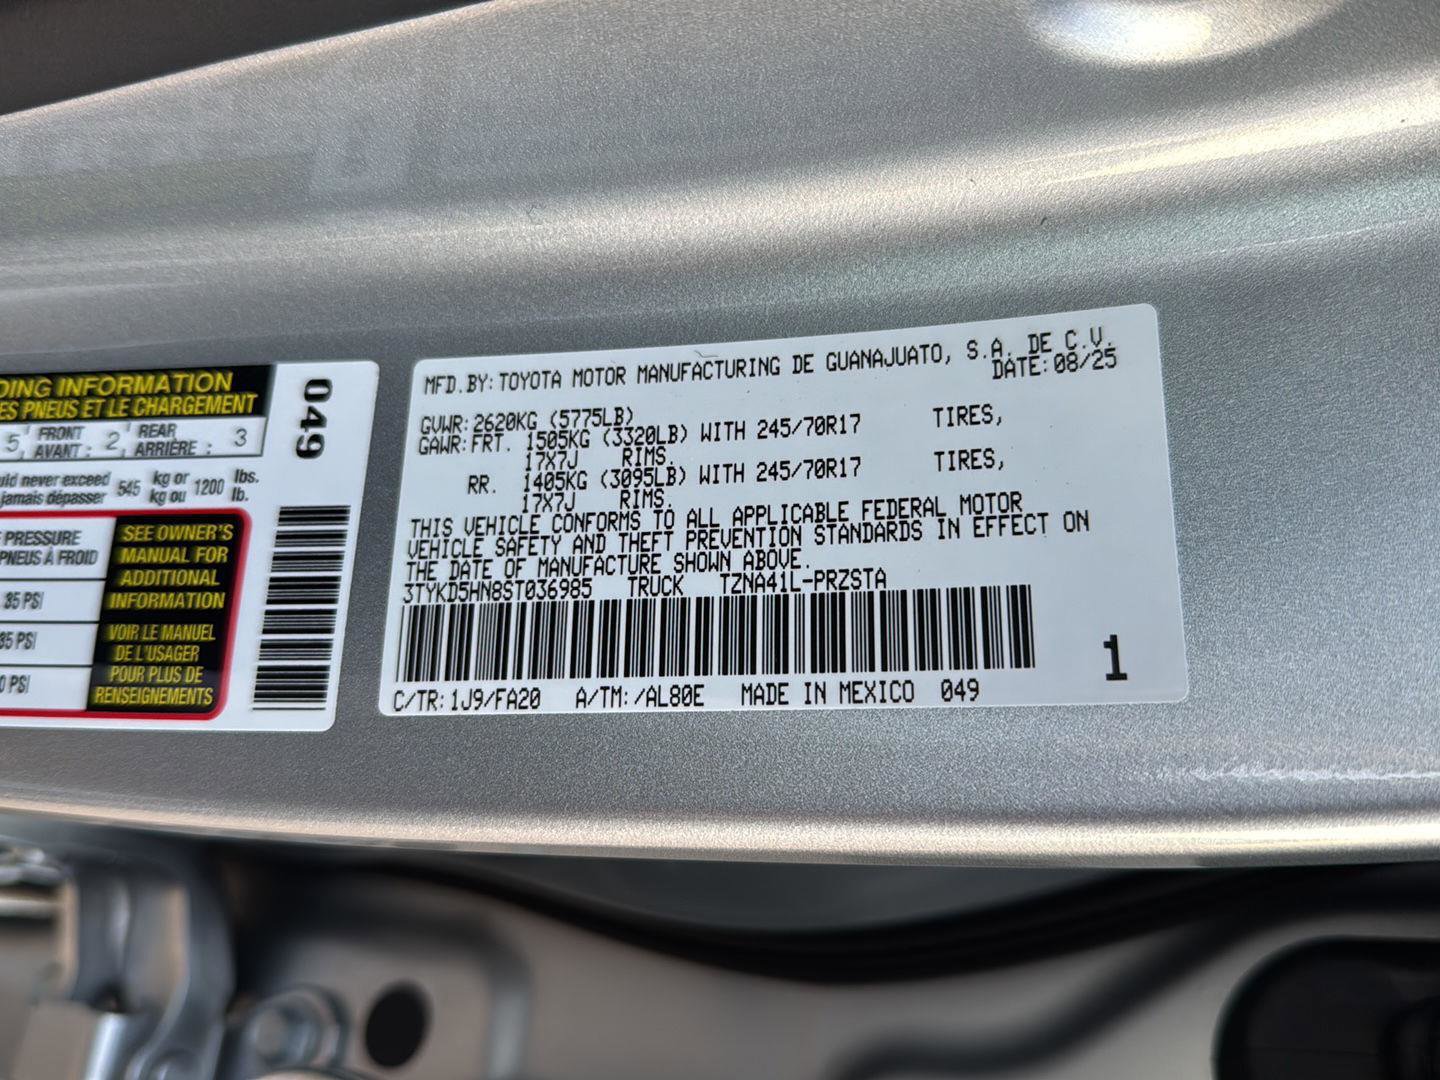 DING INFORMATION
ES PNEUS ET LE CHARGEMENT
5 FRONT AVANT : 2 REAR ARRIÈRE : 3
uld never exceed 545 kg or 1200 lbs.
jamais dépasser kg ou lb.
PRESSURE
PNEUS À FROID
35 PSI
35 PSI
0 PSI
SEE OWNER'S
MANUAL FOR
ADDITIONAL
INFORMATION
VOIR LE MANUEL
DE L'USAGER
POUR PLUS DE
RENSEIGNEMENTS
049
MFD.BY: TOYOTA MOTOR MANUFACTURING DE GUANAJUATO, S.A. DE C.V.
DATE: 08/25
GVWR: 2620KG (5775LB)
GAWR: FRT. 1505KG (3320LB) WITH 245/70R17 TIRES,
17X7J RIMS.
RR. 1405KG (3095LB) WITH 245/70R17 TIRES,
17X7J RIMS.
THIS VEHICLE CONFORMS TO ALL APPLICABLE FEDERAL MOTOR
VEHICLE SAFETY AND THEFT PREVENTION STANDARDS IN EFFECT ON
THE DATE OF MANUFACTURE SHOWN ABOVE.
3TYKD5HN8ST036985 TRUCK TZNA41L-PRZSTA
C/TR: 1J9/FA20 A/TM: /AL80E MADE IN MEXICO 049
1